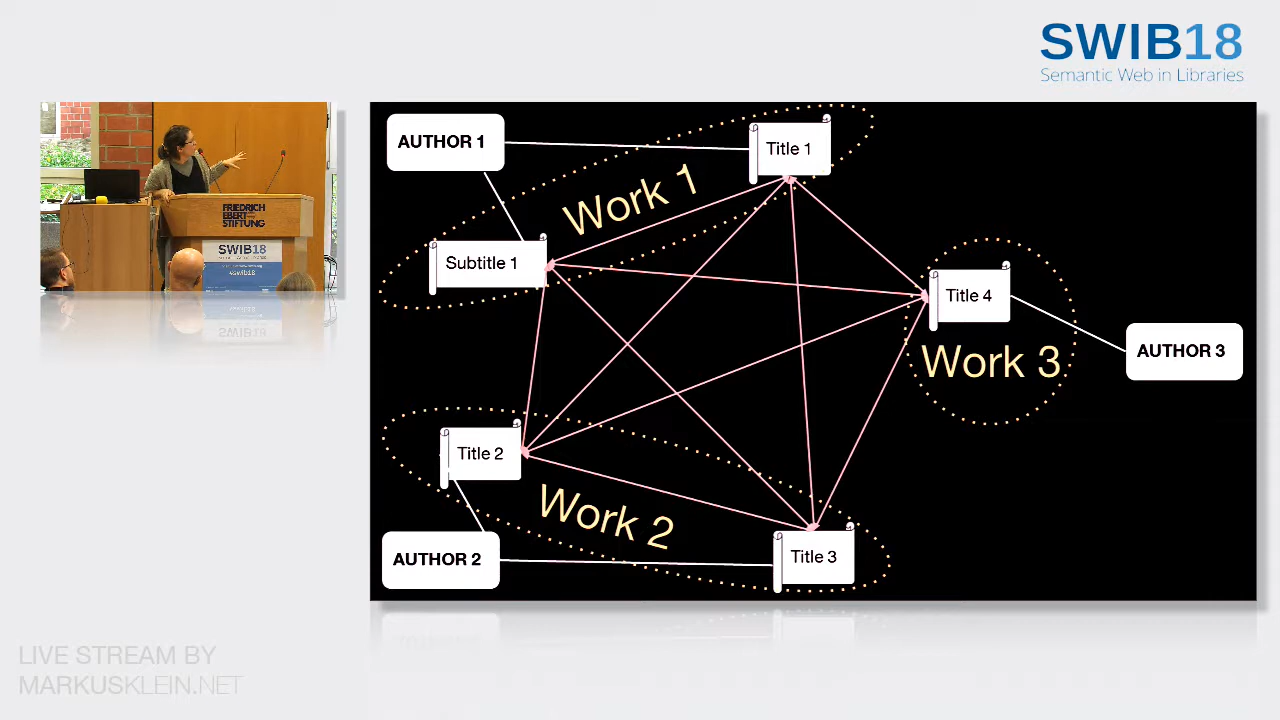 SWIB18
Semantic Web in Libraries
AUTHOR 1
Title 1
Work 1
Subtitle 1
Title 4
Work 3
AUTHOR 3
Title 2
Work 2
AUTHOR 2
Title 3
FRIEDRICH
EBERT
STIFTUNG
SWIB18
#swib18
LIVE STREAM BY
MARKUSKLEIN.NET